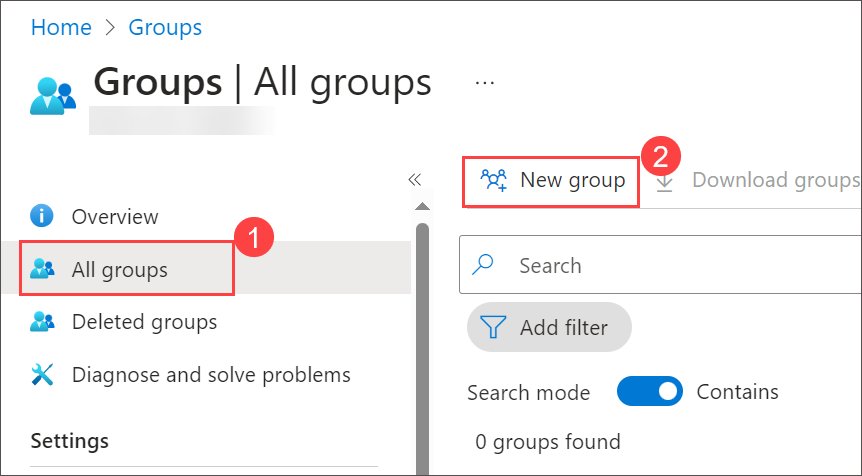 Home > Groups
Groups | All groups ...
«
2
New group
Download groups
Overview
1
All groups
Search
Deleted groups
Add filter
Diagnose and solve problems
Search mode
Contains
Settings
0 groups found